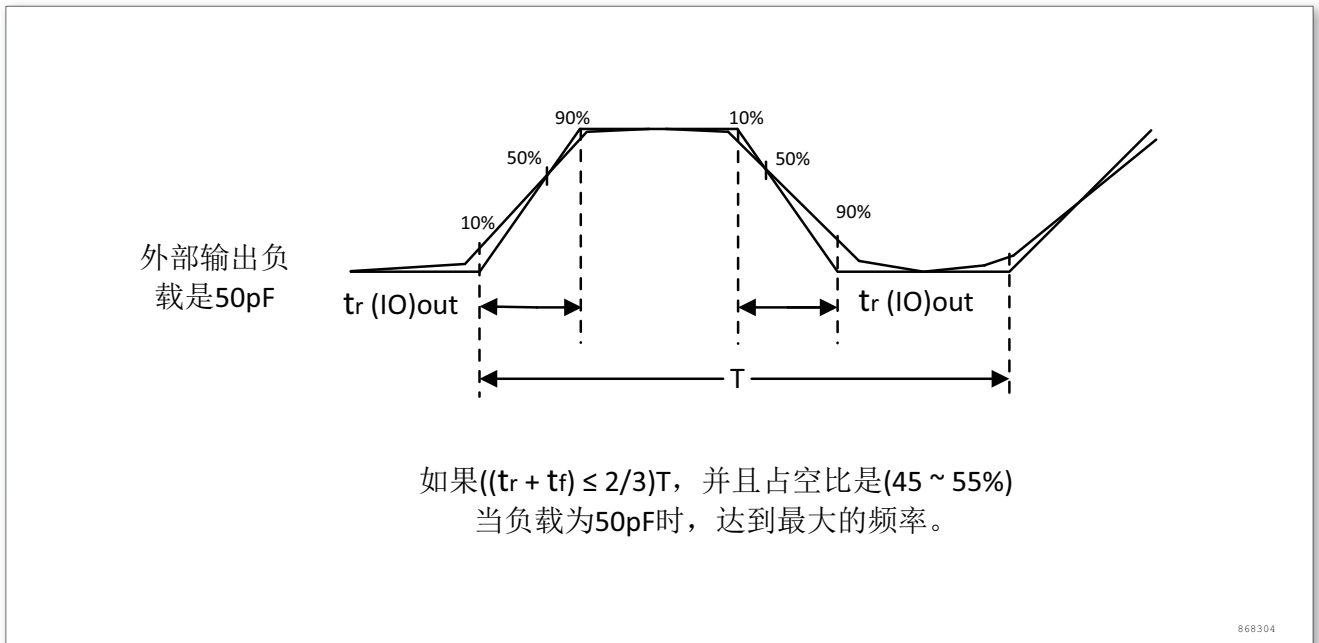 90%
10%
50%
50%
10%
90%
外部输出负
载是50pF
tr (IO)out
tr (IO)out
T
如果((tr + tf) ≤ 2/3)T，并且占空比是(45 ~ 55%)
当负载为50pF时，达到最大的频率。
868304